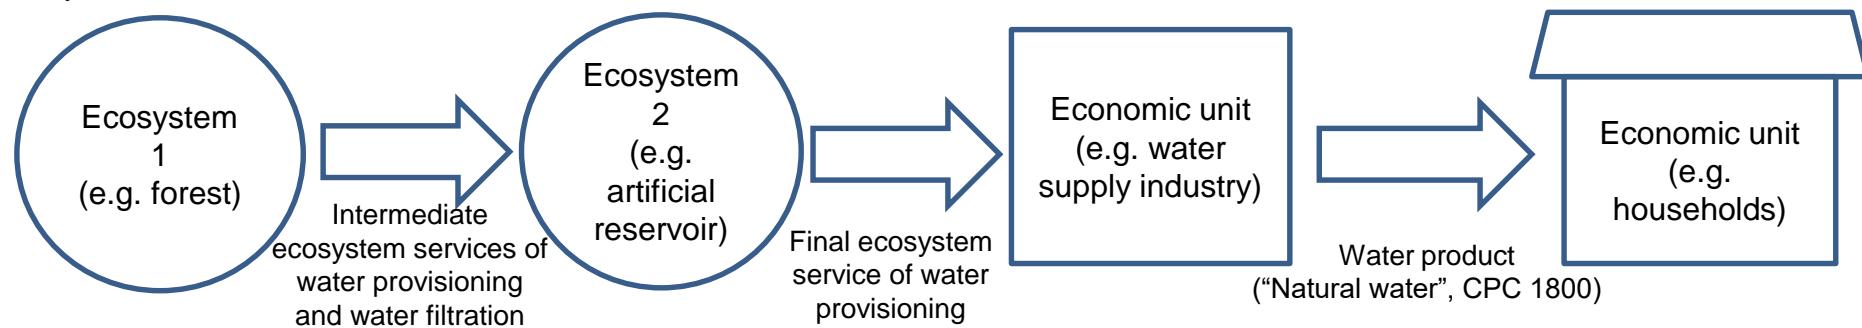 Ecosystem
1
(e.g. forest)
Intermediate
ecosystem services of
water provisioning
and water filtration
Ecosystem
2
(e.g.
artificial
reservoir)
Final ecosystem
service of water
provisioning
Economic unit
(e.g. water
supply industry)
Water product
(“Natural water”, CPC 1800)
Economic unit
(e.g.
households)